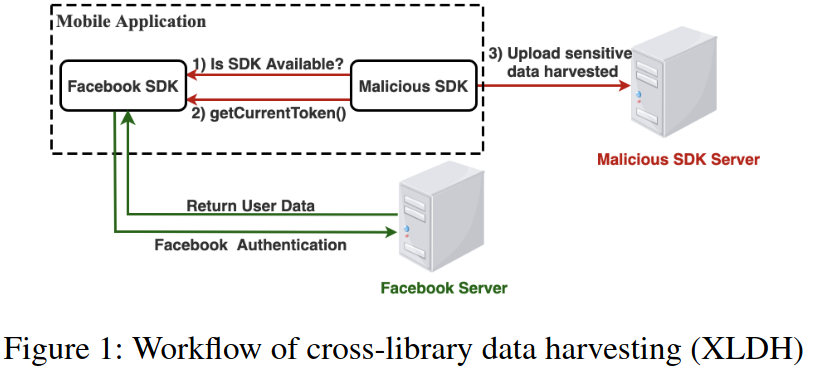 Mobile Application
1) Is SDK Available?
Facebook SDK
Malicious SDK
2) getCurrentToken()
3) Upload sensitive
data harvested
Malicious SDK Server
Return User Data
Facebook Authentication
Facebook Server
Figure 1: Workflow of cross-library data harvesting (XLDH)